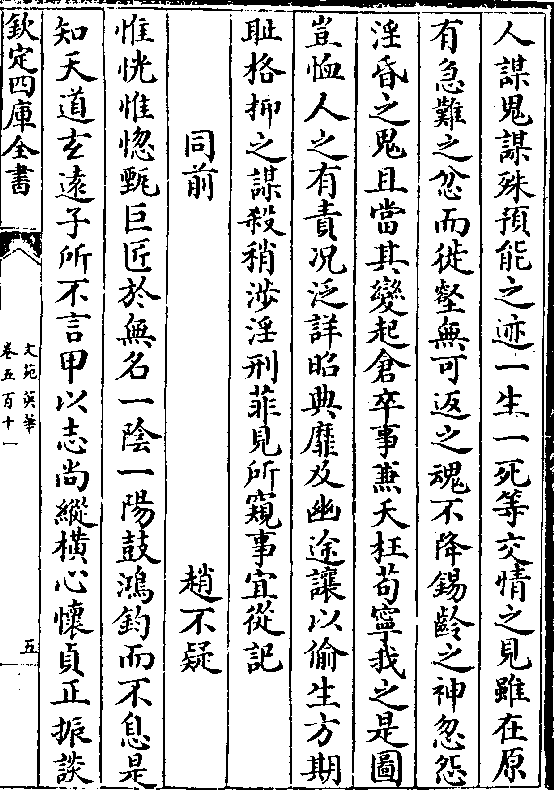 人謀鬼謀殊預能之迹一生一死等交情之見雖在原
有急難之忿而徙壑無可返之魂不降錫齡之神忽怨
淫昏之鬼且當其變起倉卒事兼夭枉苟寧我之是圖
豈恤人之有責况泛詳昭典靡及幽途讓以偷生方期
耻格抑之謀殺稍涉淫刑菲見所窺事宜從記
同前　趙不疑
惟恍惟惚甄巨匠於無名一陰一陽鼓鴻鈞而不息是
知天道玄遠子所不言甲以志尚縱横心懷貞正振談
欽定四庫全書
文苑英華
卷五百十一
五